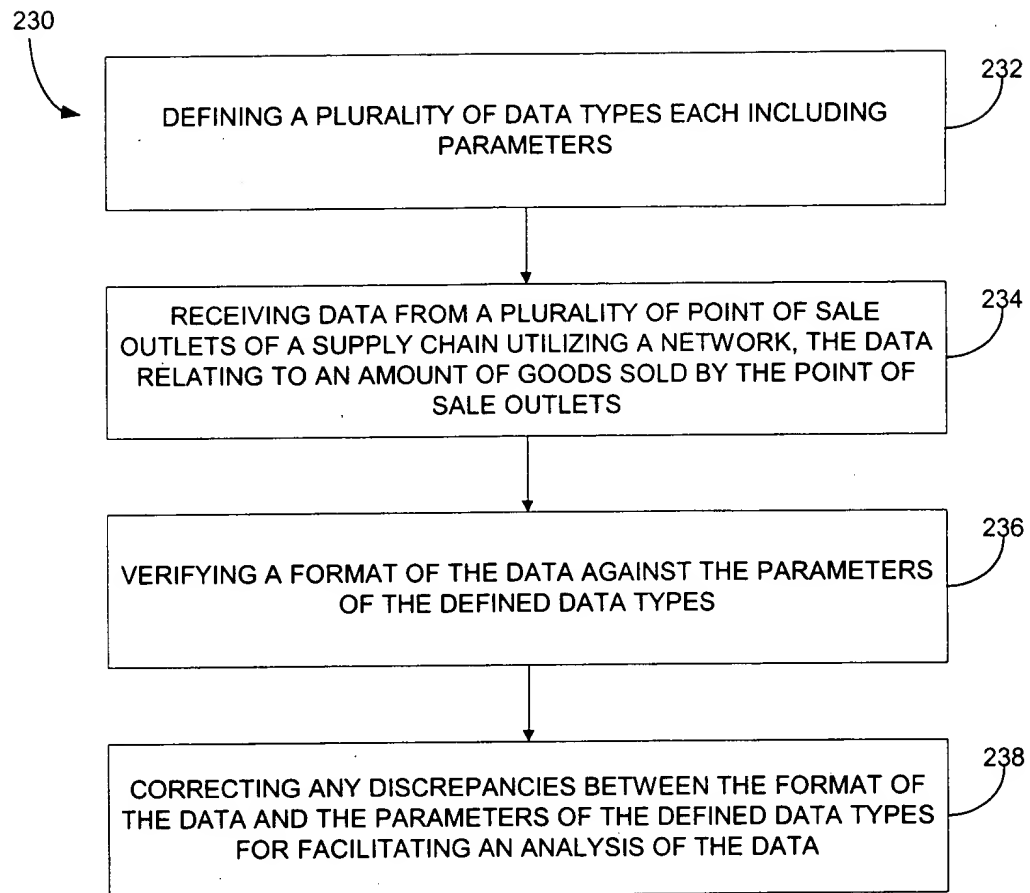 230
232
DEFINING A PLURALITY OF DATA TYPES EACH INCLUDING
PARAMETERS
234
RECEIVING DATA FROM A PLURALITY OF POINT OF SALE
OUTLETS OF A SUPPLY CHAIN UTILIZING A NETWORK, THE DATA
RELATING TO AN AMOUNT OF GOODS SOLD BY THE POINT OF
SALE OUTLETS
236
VERIFYING A FORMAT OF THE DATA AGAINST THE PARAMETERS
OF THE DEFINED DATA TYPES
238
CORRECTING ANY DISCREPANCIES BETWEEN THE FORMAT OF
THE DATA AND THE PARAMETERS OF THE DEFINED DATA TYPES
FOR FACILITATING AN ANALYSIS OF THE DATA